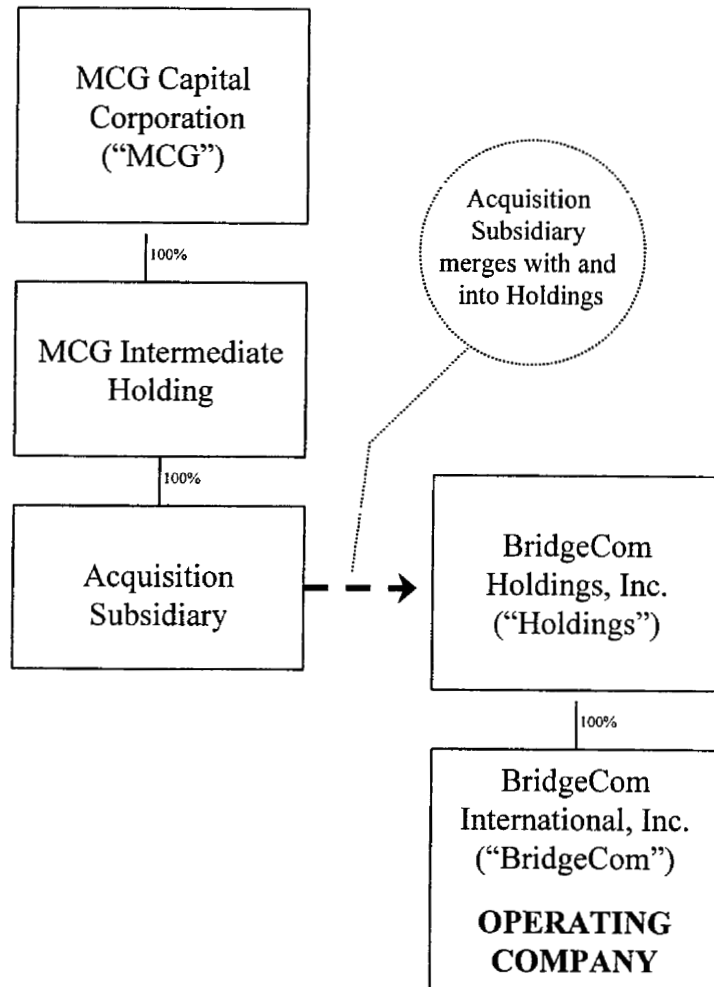 MCG Capital
Corporation
(“MCG”)
100%
MCG Intermediate
Holding
100%
Acquisition
Subsidiary
Acquisition
Subsidiary
merges with and
into Holdings
BridgeCom
Holdings, Inc.
(“Holdings”)
100%
BridgeCom
International, Inc.
(“BridgeCom”)
OPERATING
COMPANY